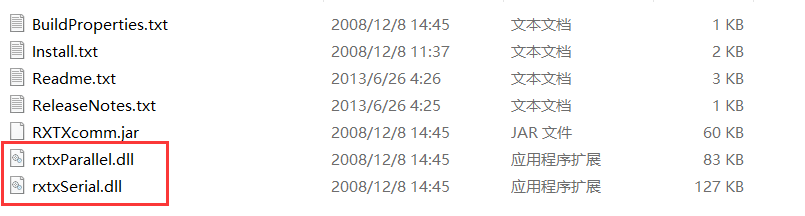 BuildProperties.txt 2008/12/8 14:45 文本文档 1 KB
Install.txt 2008/12/8 11:37 文本文档 2 KB
Readme.txt 2013/6/26 4:26 文本文档 3 KB
ReleaseNotes.txt 2013/6/26 4:25 文本文档 1 KB
RXTXcomm.jar 2008/12/8 14:45 JAR 文件 60 KB
rxtxParallel.dll 2008/12/8 14:45 应用程序扩展 83 KB
rxtxSerial.dll 2008/12/8 14:45 应用程序扩展 127 KB